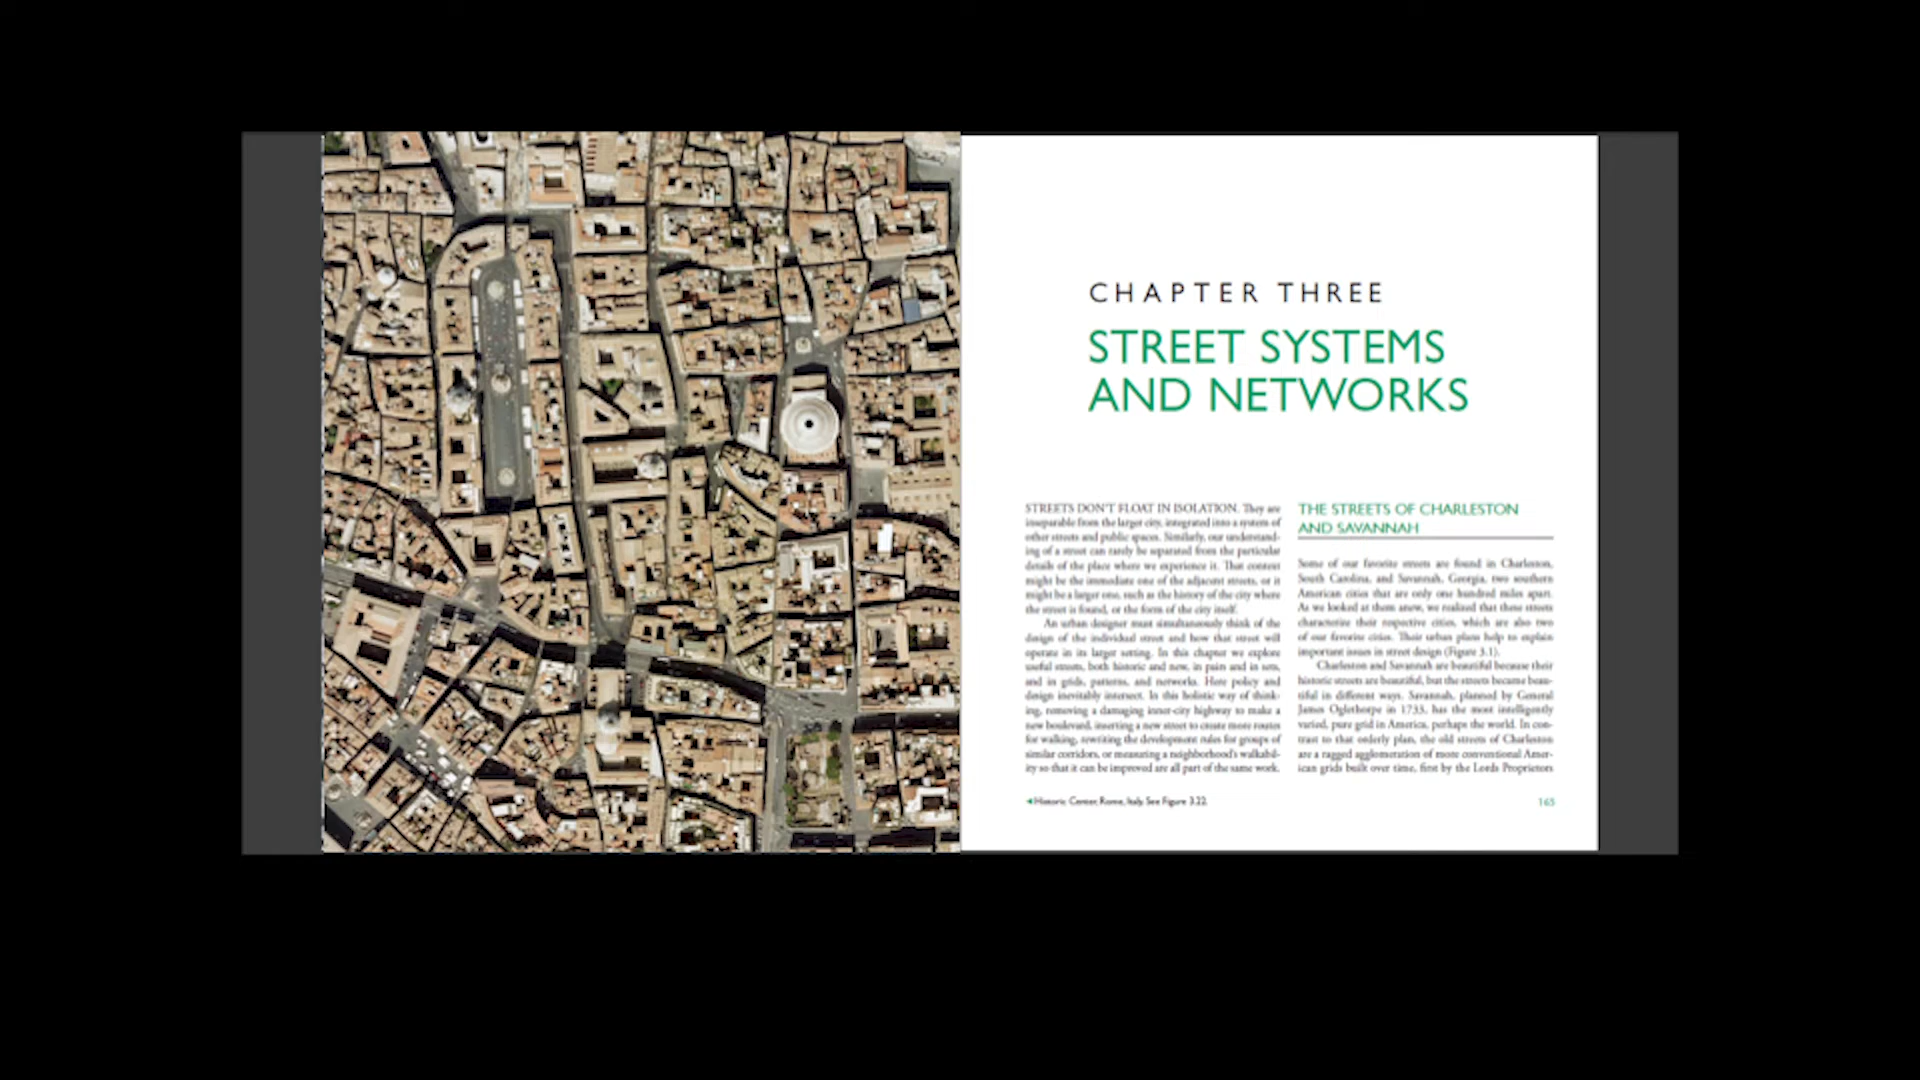 CHAPTER THREE
STREET SYSTEMS
AND NETWORKS
STREETS DON'T FLOAT IN ISOLATION. They are
inseparable from the larger city, integrated into a system of
other streets and public spaces. Similarly, our understand-
ing of a street can rarely be separated from the particular
details of the place where we experience it. That context
might be the immediate one of the adjacent streets, or it
might be a larger one, such as the history of the city where
the street is found, or the form of the city itself.
An urban designer must simultaneously think of the
design of the individual street and how that street will
operate in its larger setting. In this chapter we explore
useful streets, both historic and new, in pairs and in sets,
and in grids, patterns, and networks. Here policy and
design inevitably intersect. In this holistic way of think-
ing, removing a damaging inner-city highway to make a
new boulevard, inserting a new street to create more routes
for walking, rewriting the development rules for groups of
similar corridors, or measuring a neighborhood's walkabil-
ity so that it can be improved are all part of the same work.
THE STREETS OF CHARLESTON
AND SAVANNAH
Some of our favorite streets are found in Charleston,
South Carolina, and Savannah, Georgia, two southern
American cities that are only one hundred miles apart.
As we looked at them anew, we realized that these streets
characterize their respective cities, which are also two
of our favorite cities. Their urban plans help to explain
important issues in street design (Figure 3.1).
Charleston and Savannah are beautiful because their
historic streets are beautiful, but the streets became beau-
tiful in different ways. Savannah, planned by General
James Oglethorpe in 1733, has the most intelligently
varied, pure grid in America, perhaps the world. In con-
trast to that orderly plan, the old streets of Charleston
are a ragged agglomeration of more conventional Amer-
ican grids built over time, first by the Lords Proprietors
◄Historic Center, Rome, Italy. See Figure 3.22.
165